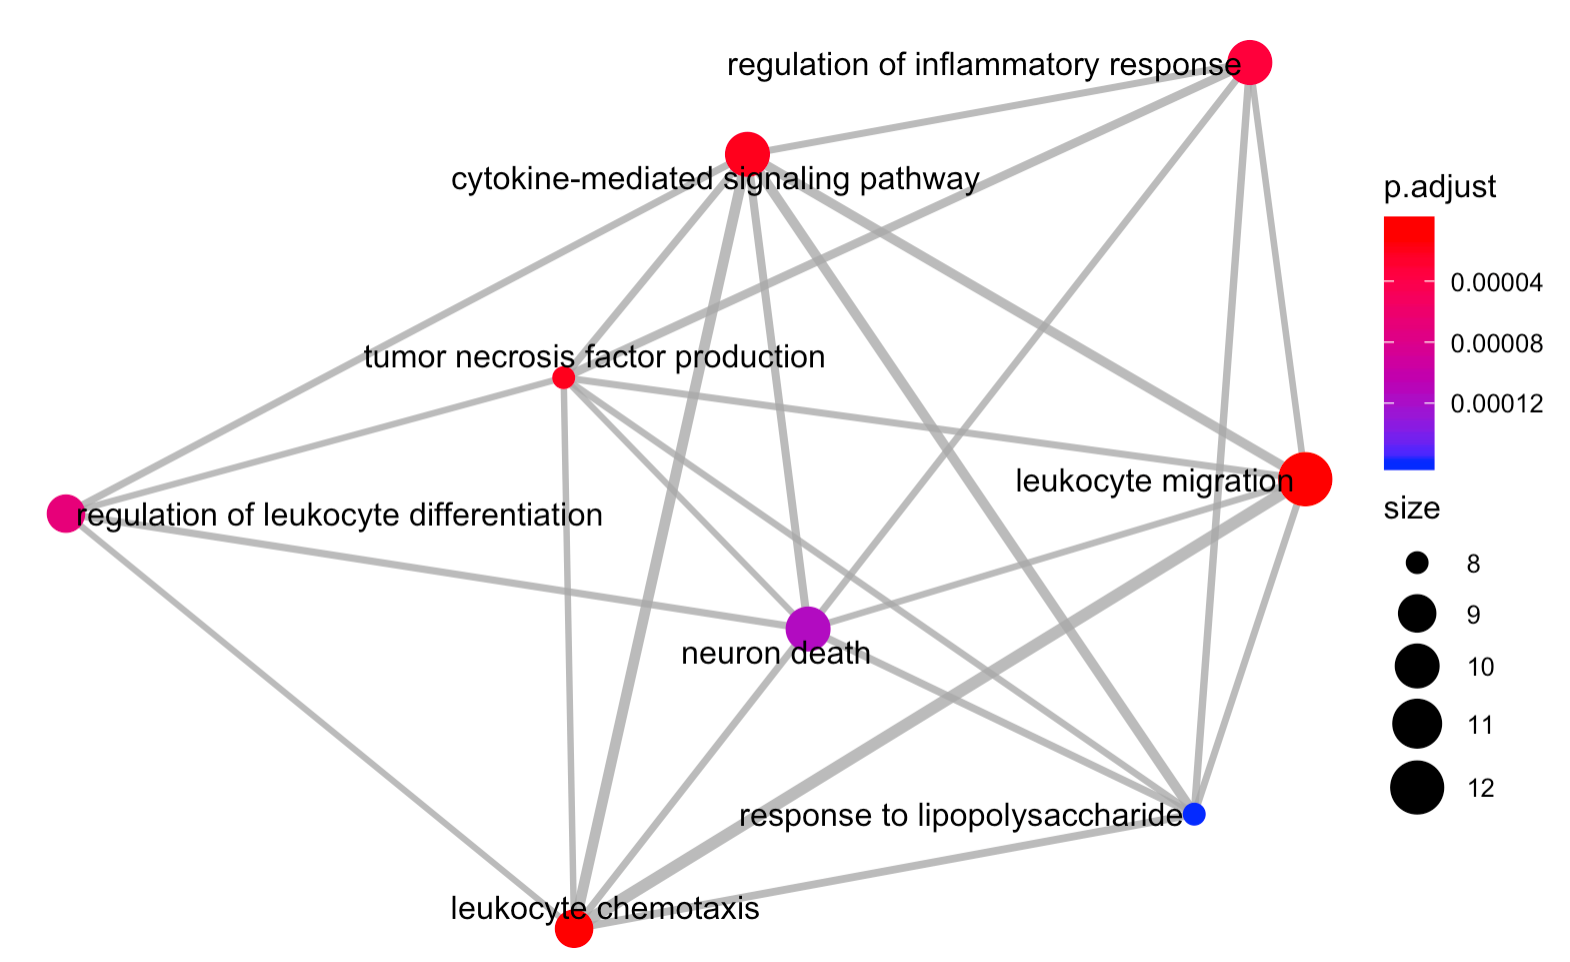 regulation of inflammatory response
cytokine-mediated signaling pathway
tumor necrosis factor production
leukocyte migration
regulation of leukocyte differentiation
neuron death
response to lipopolysaccharide
leukocyte chemotaxis
p.adjust
0.00004
0.00008
0.00012
size
8
9
10
11
12